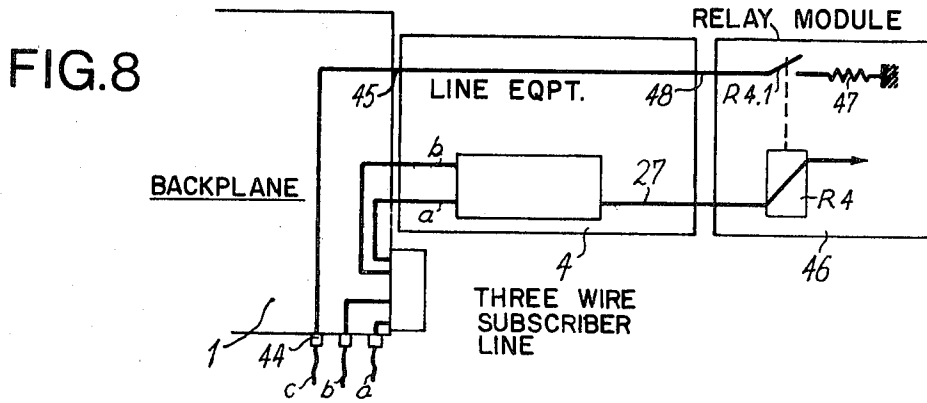 RELAY MODULE
FIG.8
45
LINE EQPT.
48
R4.1
47
b
BACKPLANE
a
27
R4
4
46
THREE WIRE
SUBSCRIBER
LINE
1
44
c
b
a